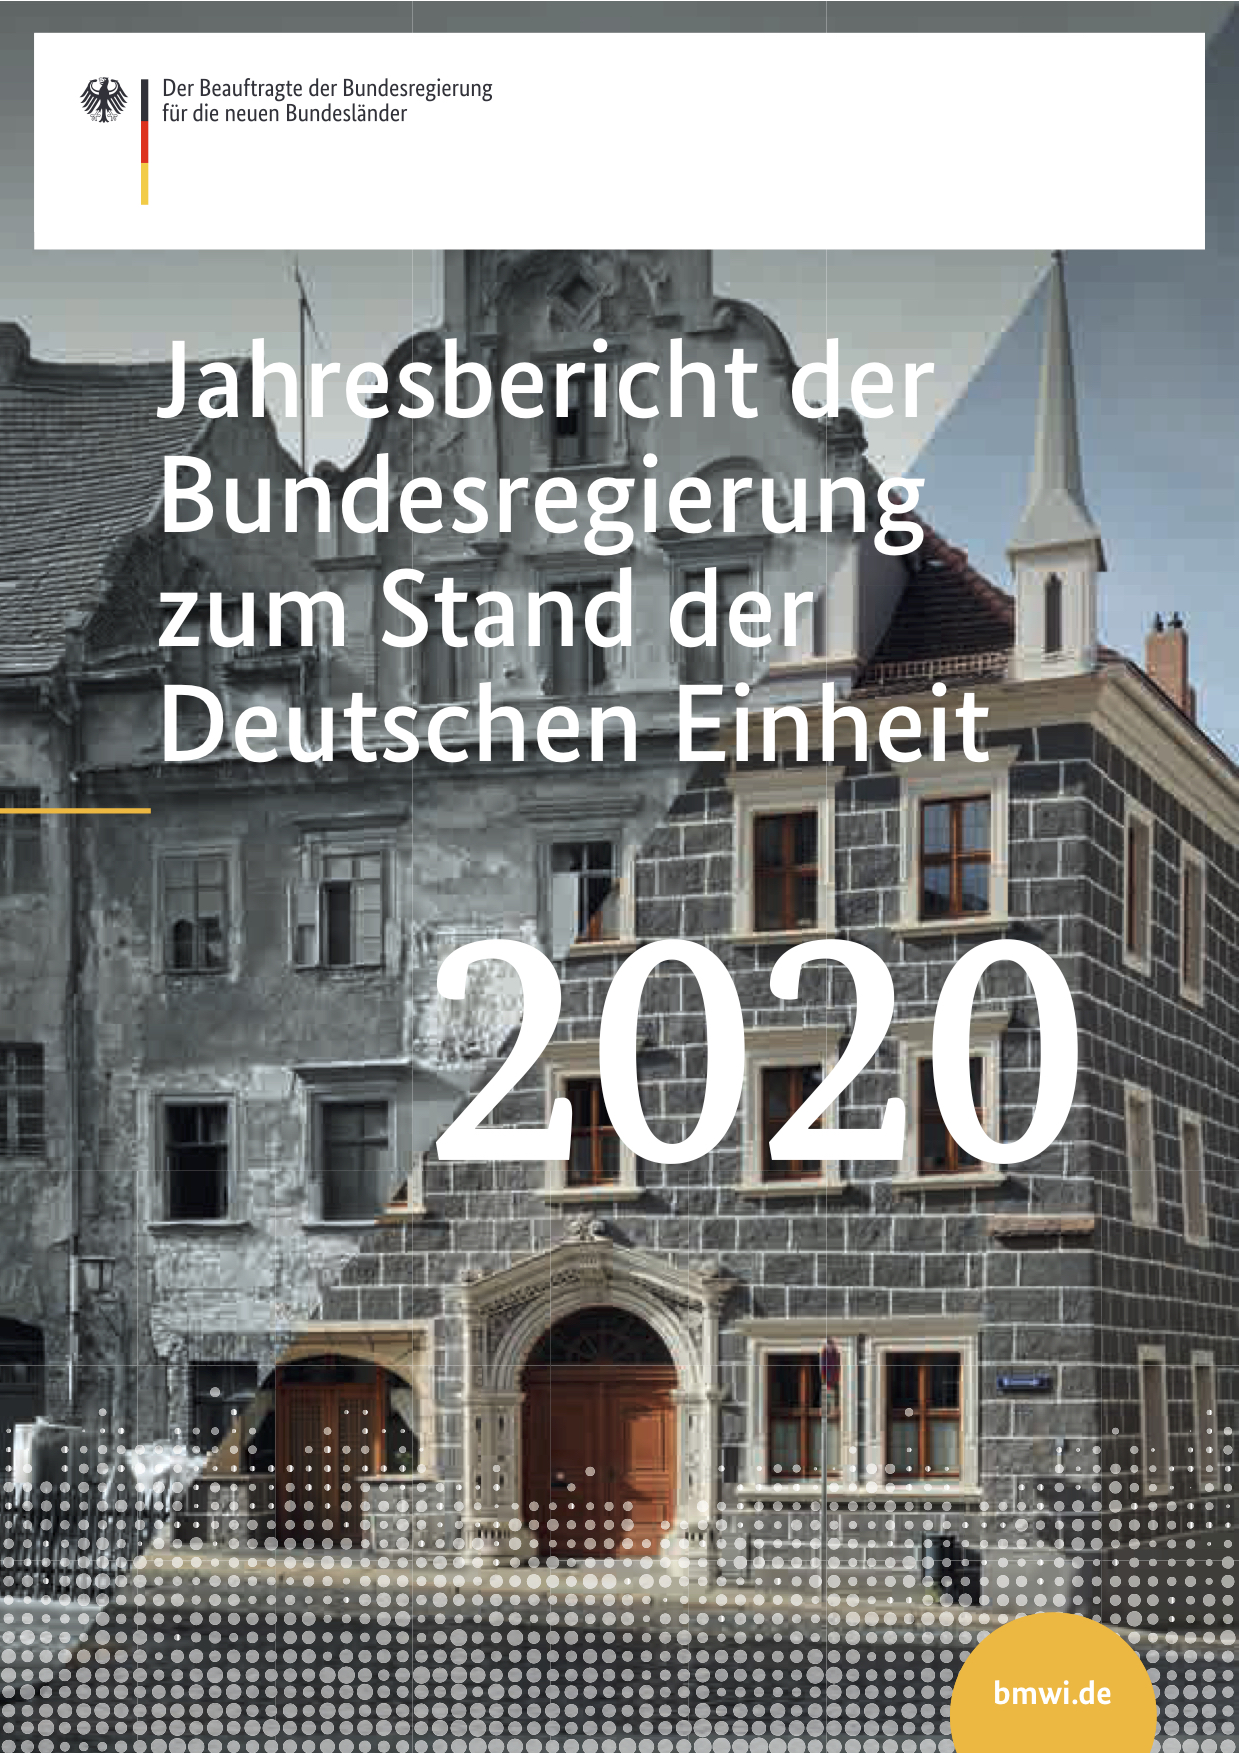 Der Beauftragte der Bundesregierung
für die neuen Bundesländer
Jahresbericht der
Bundesregierung
zum Stand der
Deutschen Einheit
2020
bmwi.de